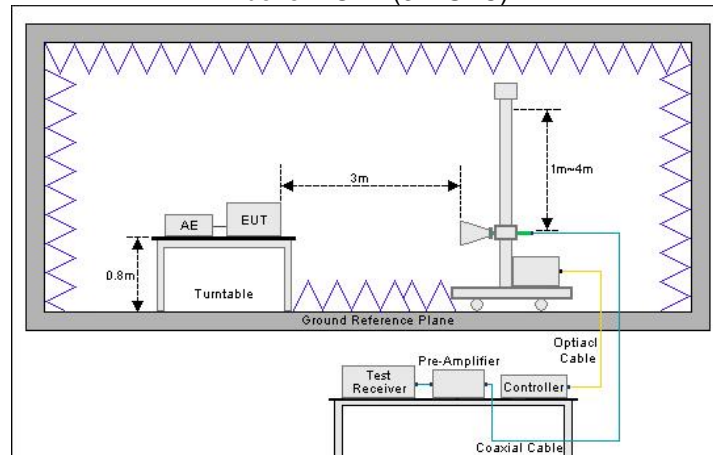 3m
1m~4m
AE
EUT
0.8m
Turntable
Ground Reference Plane
Optiacl
Cable
Pre-Amplifier
Test
Receiver
Controller
Coaxial Cable